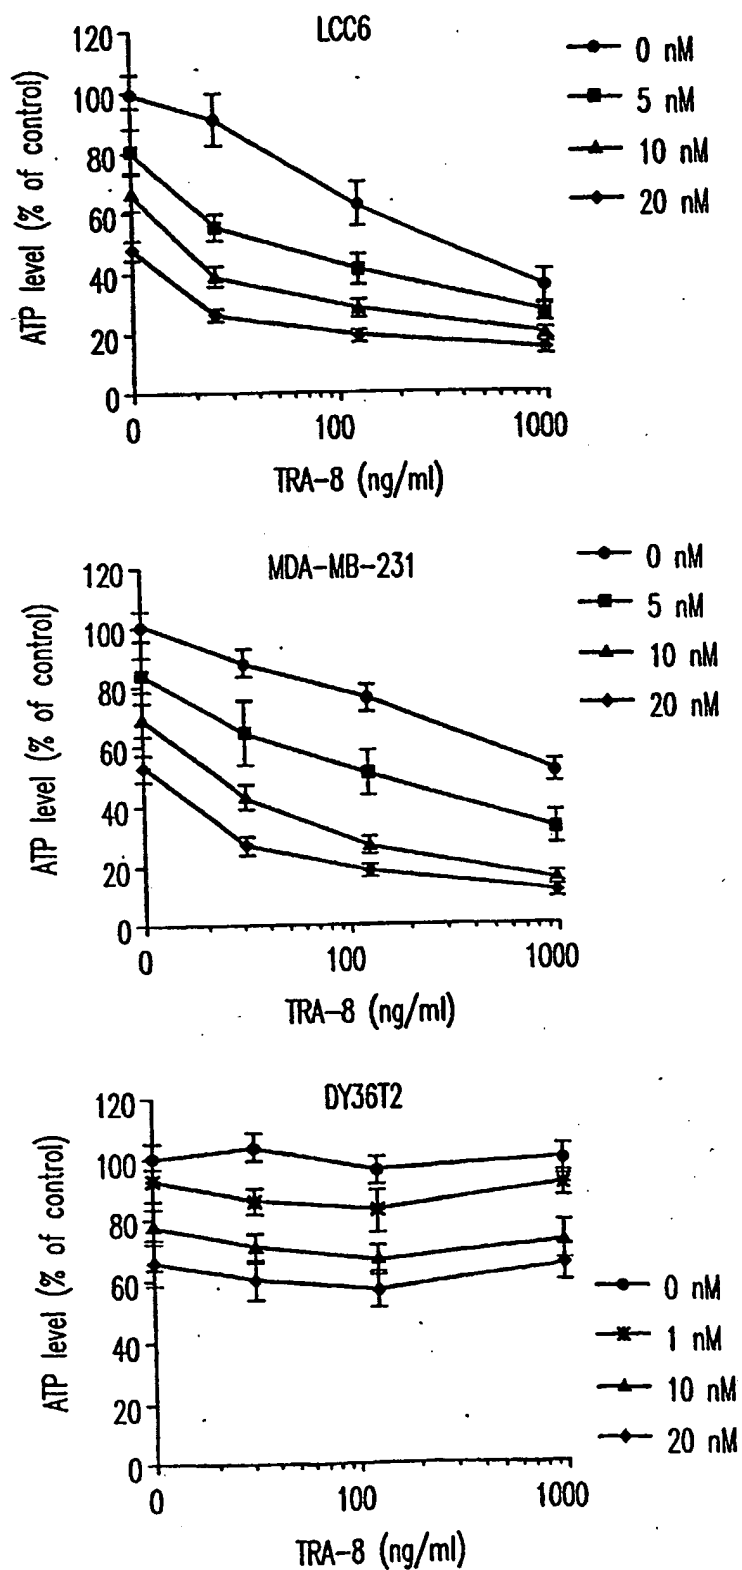 LCC6
120
100
80
60
40
20
0
ATP level (% of control)
0 100 1000
TRA-8 (ng/ml)
0 nM
5 nM
10 nM
20 nM
MDA-MB-231
120
100
80
60
40
20
0
ATP level (% of control)
0 100 1000
TRA-8 (ng/ml)
0 nM
5 nM
10 nM
20 nM
DY36T2
120
100
80
60
40
20
0
ATP level (% of control)
0 100 1000
TRA-8 (ng/ml)
0 nM
1 nM
10 nM
20 nM